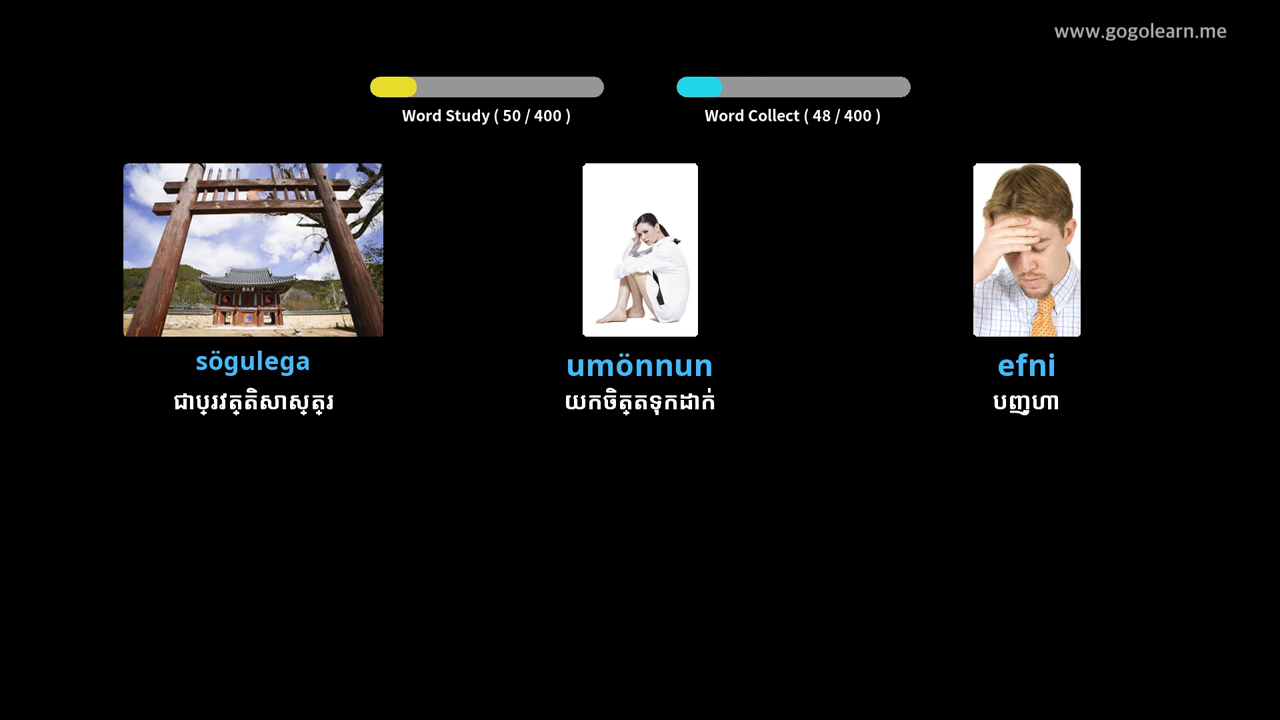 www.gogolearn.me
Word Study ( 50 / 400 )
Word Collect ( 48 / 400 )
sögulega
umönnun
efni
ជាប្រវត្តិសាស្ត្រ
យកចិត្តទុកដាក់
បញ្ហា